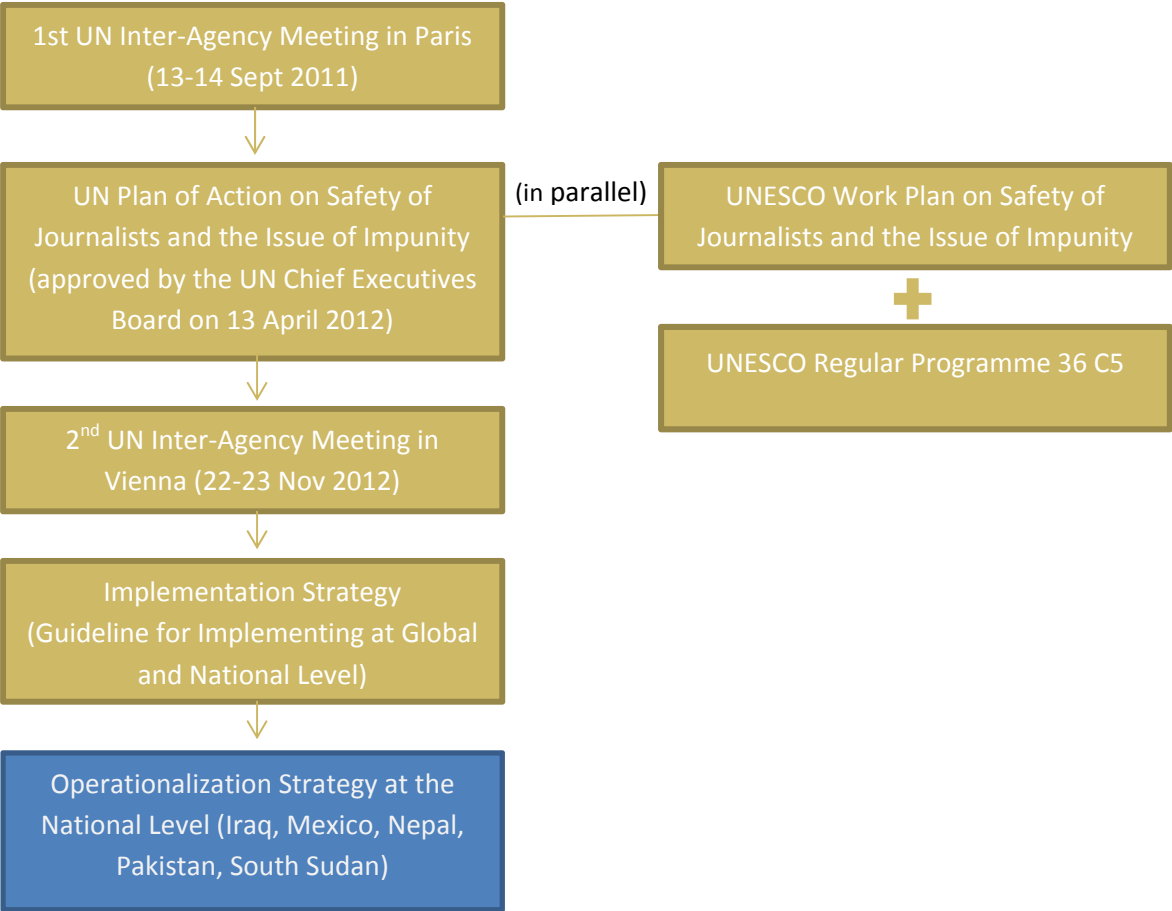 1st UN Inter-Agency Meeting in Paris
(13-14 Sept 2011)
UN Plan of Action on Safety of
Journalists and the Issue of Impunity
(approved by the UN Chief Executives
Board on 13 April 2012)
(in parallel)
UNESCO Work Plan on Safety of
Journalists and the Issue of Impunity
UNESCO Regular Programme 36 C5
2nd UN Inter-Agency Meeting in
Vienna (22-23 Nov 2012)
Implementation Strategy
(Guideline for Implementing at Global
and National Level)
Operationalization Strategy at the
National Level (Iraq, Mexico, Nepal,
Pakistan, South Sudan)